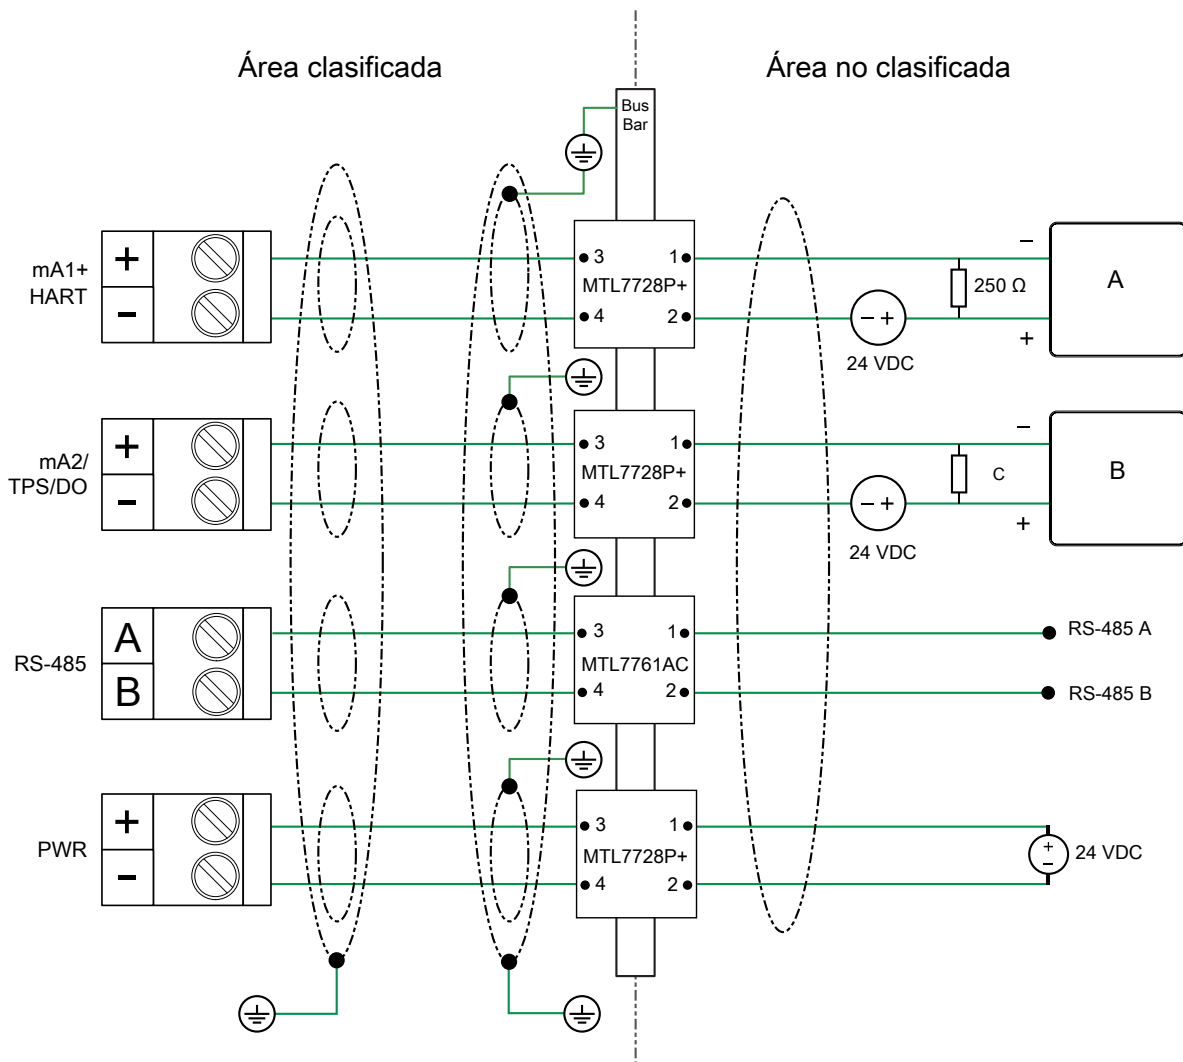 Área clasificada
Área no clasificada
Bus
Bar
mA1+
HART
+
-
3
4
MTL7728P+
1
2
- +
24 VDC
250 Ω
-
+
A
mA2/
TPS/DO
+
-
3
4
MTL7728P+
1
2
- +
24 VDC
C
-
+
B
RS-485
A
B
3
4
MTL7761AC
1
2
RS-485 A
RS-485 B
PWR
+
-
3
4
MTL7728P+
1
2
+
-
24 VDC